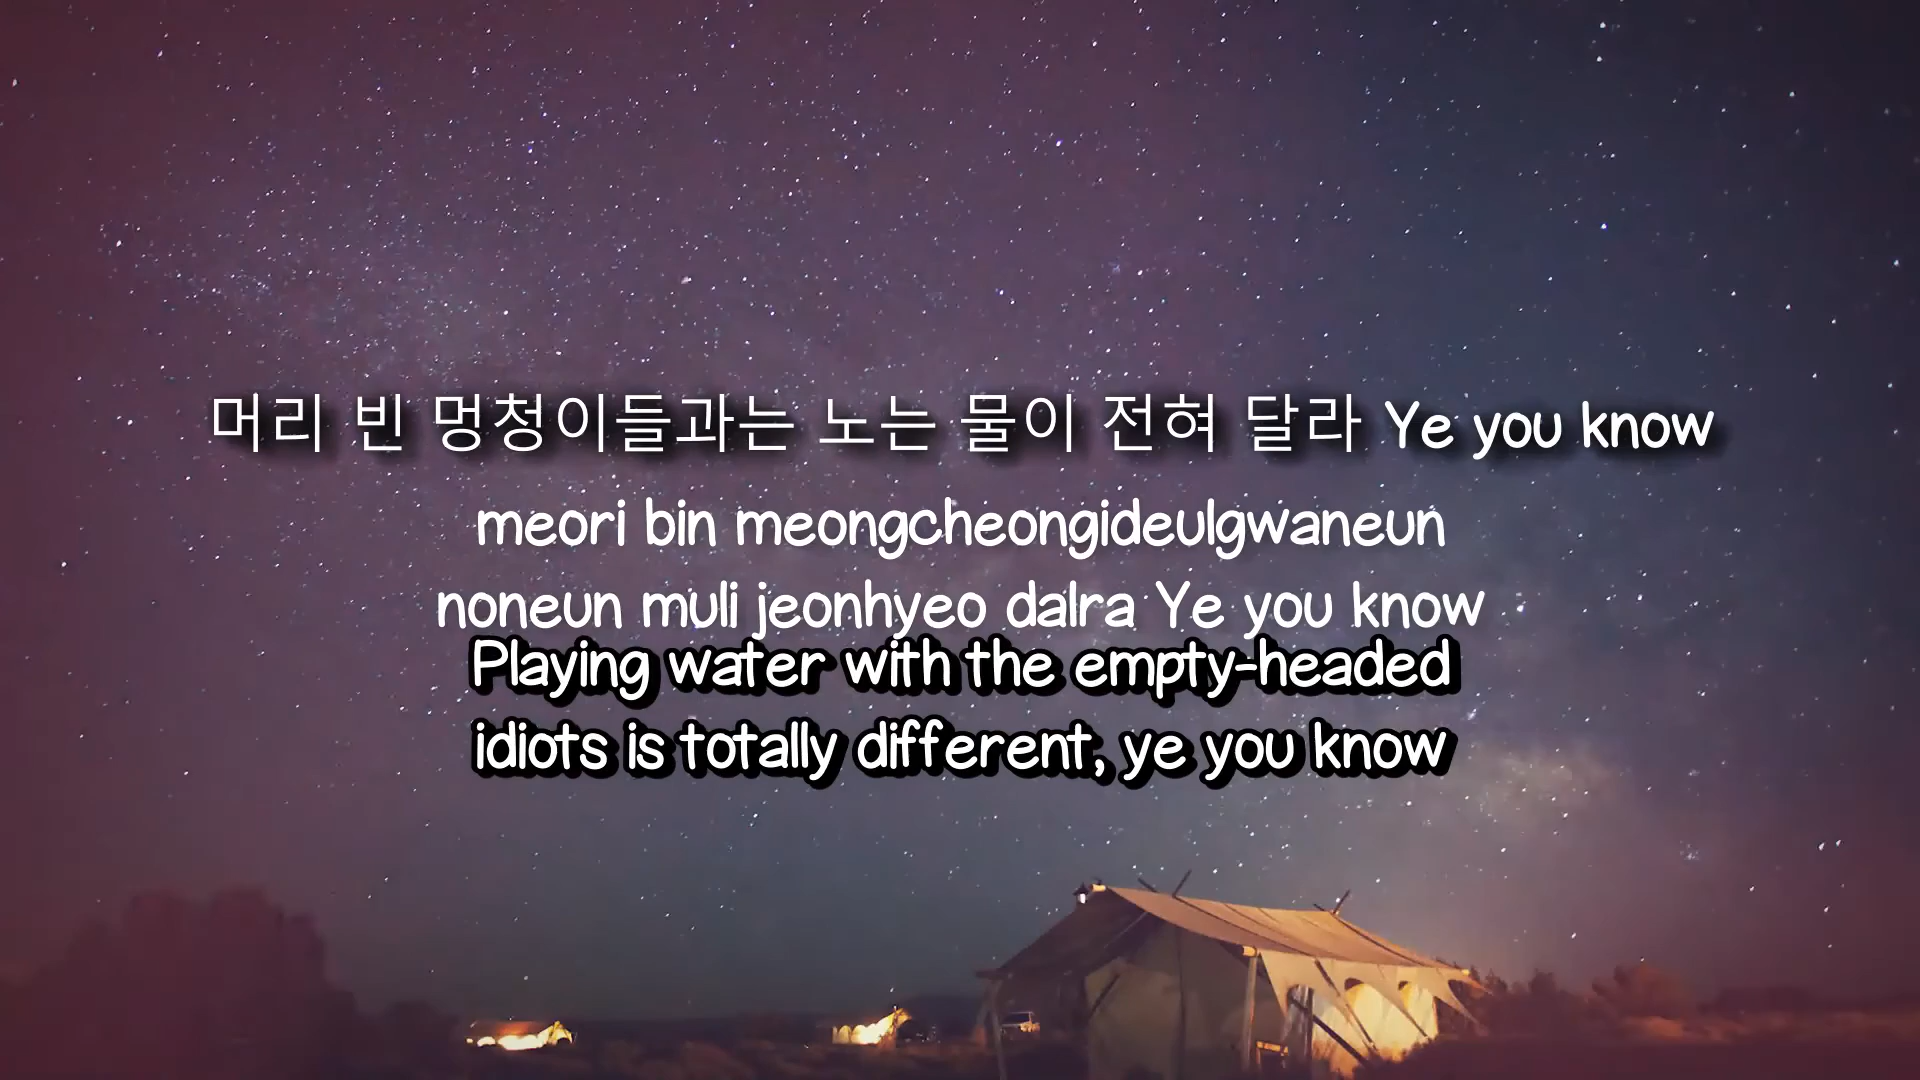 머리 빈 멍청이들과는 노는 물이 전혀 달라 Ye you know
meori bin meongcheongideulgwaneun
noneun muli jeonhyeo dalra Ye you know
Playing water with the empty-headed
idiots is totally different, ye you know